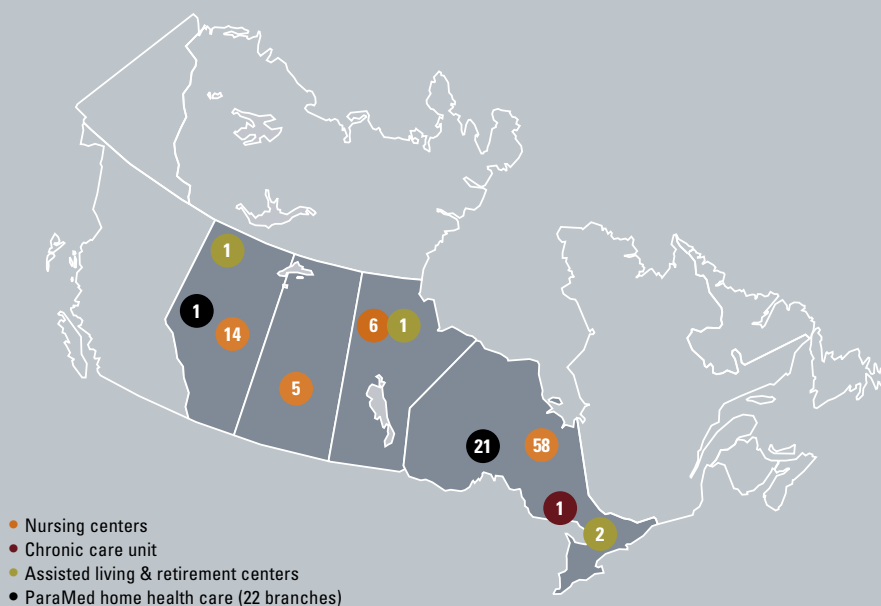 1
1
14
6 1
5
21
58
1
2
Nursing centers
Chronic care unit
Assisted living & retirement centers
ParaMed home health care (22 branches)